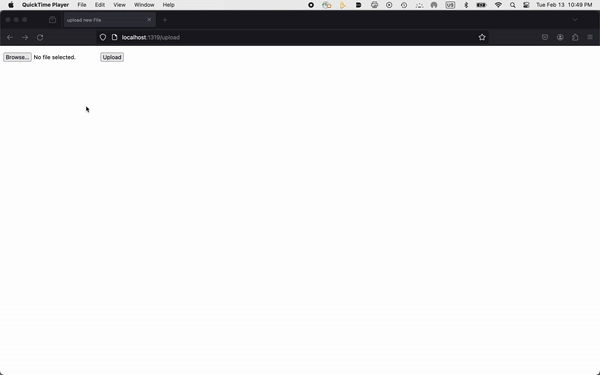 QuickTime Player File Edit View Window Help US Tue Feb 13 10:49 PM
upload new File
localhost:1319/upload
Browse... No file selected. Upload